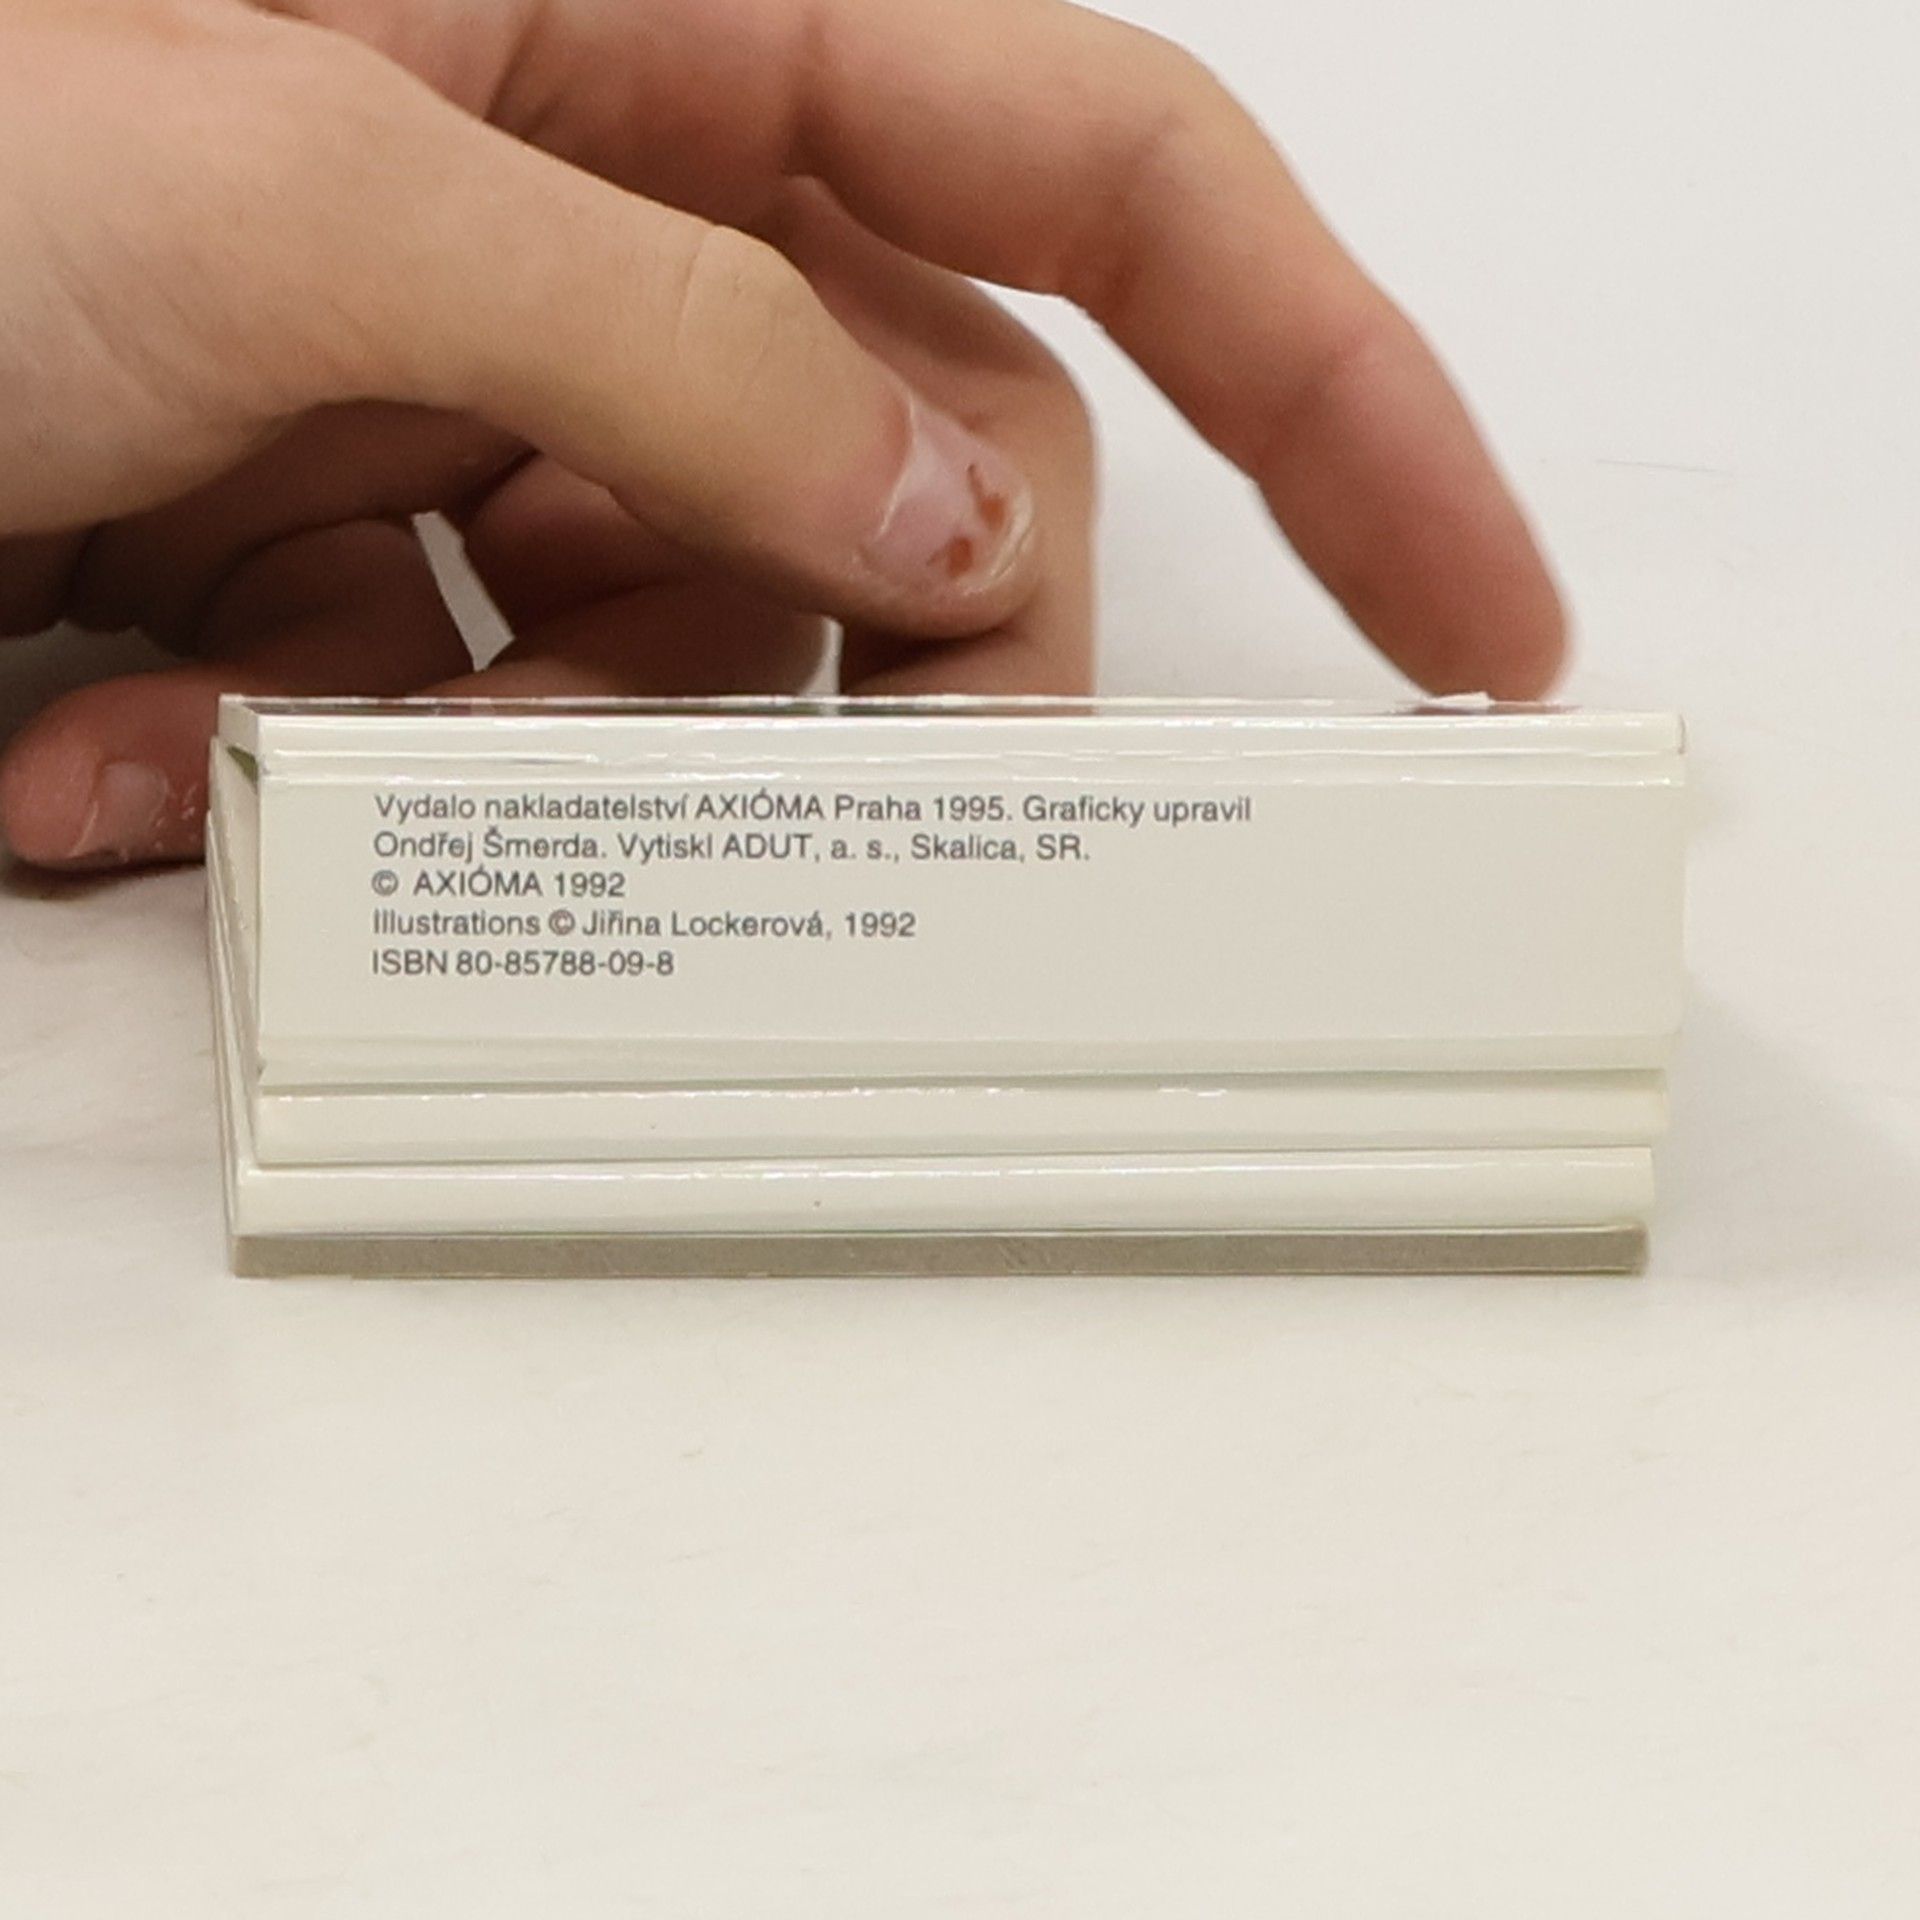 Vydalo nakladatelství AXIÓMA Praha 1995. Graficky upravil
Ondřej Šmerda. Vytiskl ADUT, a. s., Skalica, SR.
© AXIÓMA 1992
Illustrations © Jiřina Lockerová, 1992
ISBN 80-85788-09-8